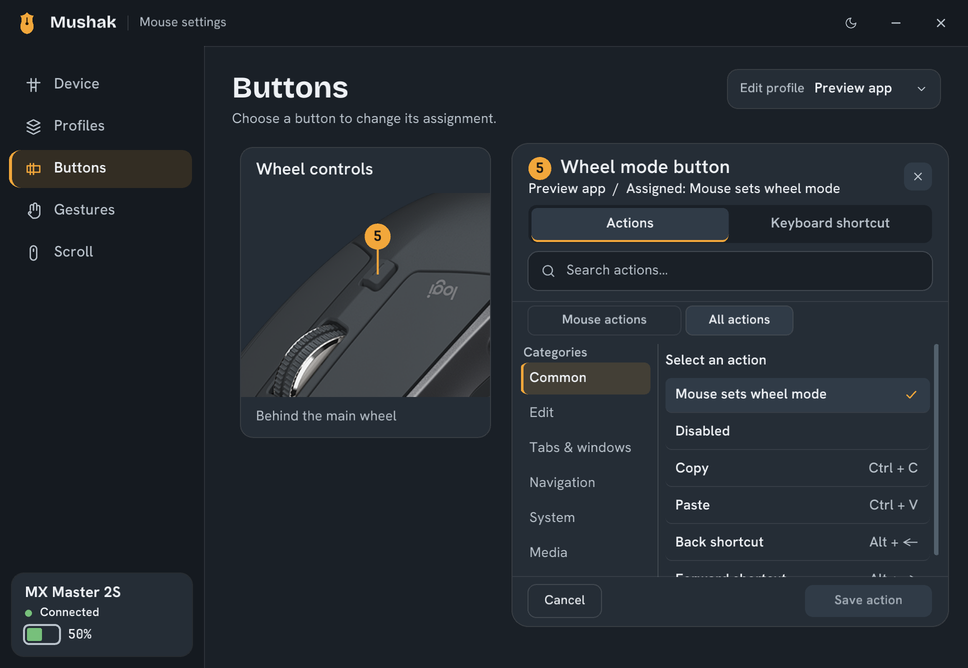 Mushak
Mouse settings
Device
Profiles
Buttons
Gestures
Scroll
MX Master 2S
Connected
50%
Buttons
Choose a button to change its assignment.
Edit profile Preview app
Wheel controls
5
logi
Behind the main wheel
5 Wheel mode button
Preview app / Assigned: Mouse sets wheel mode
Actions
Keyboard shortcut
Search actions...
Mouse actions
All actions
Categories
Common
Edit
Tabs & windows
Navigation
System
Media
Select an action
Mouse sets wheel mode
Disabled
Copy Ctrl + C
Paste Ctrl + V
Back shortcut Alt + ←
Forward shortcut Alt +
Cancel
Save action